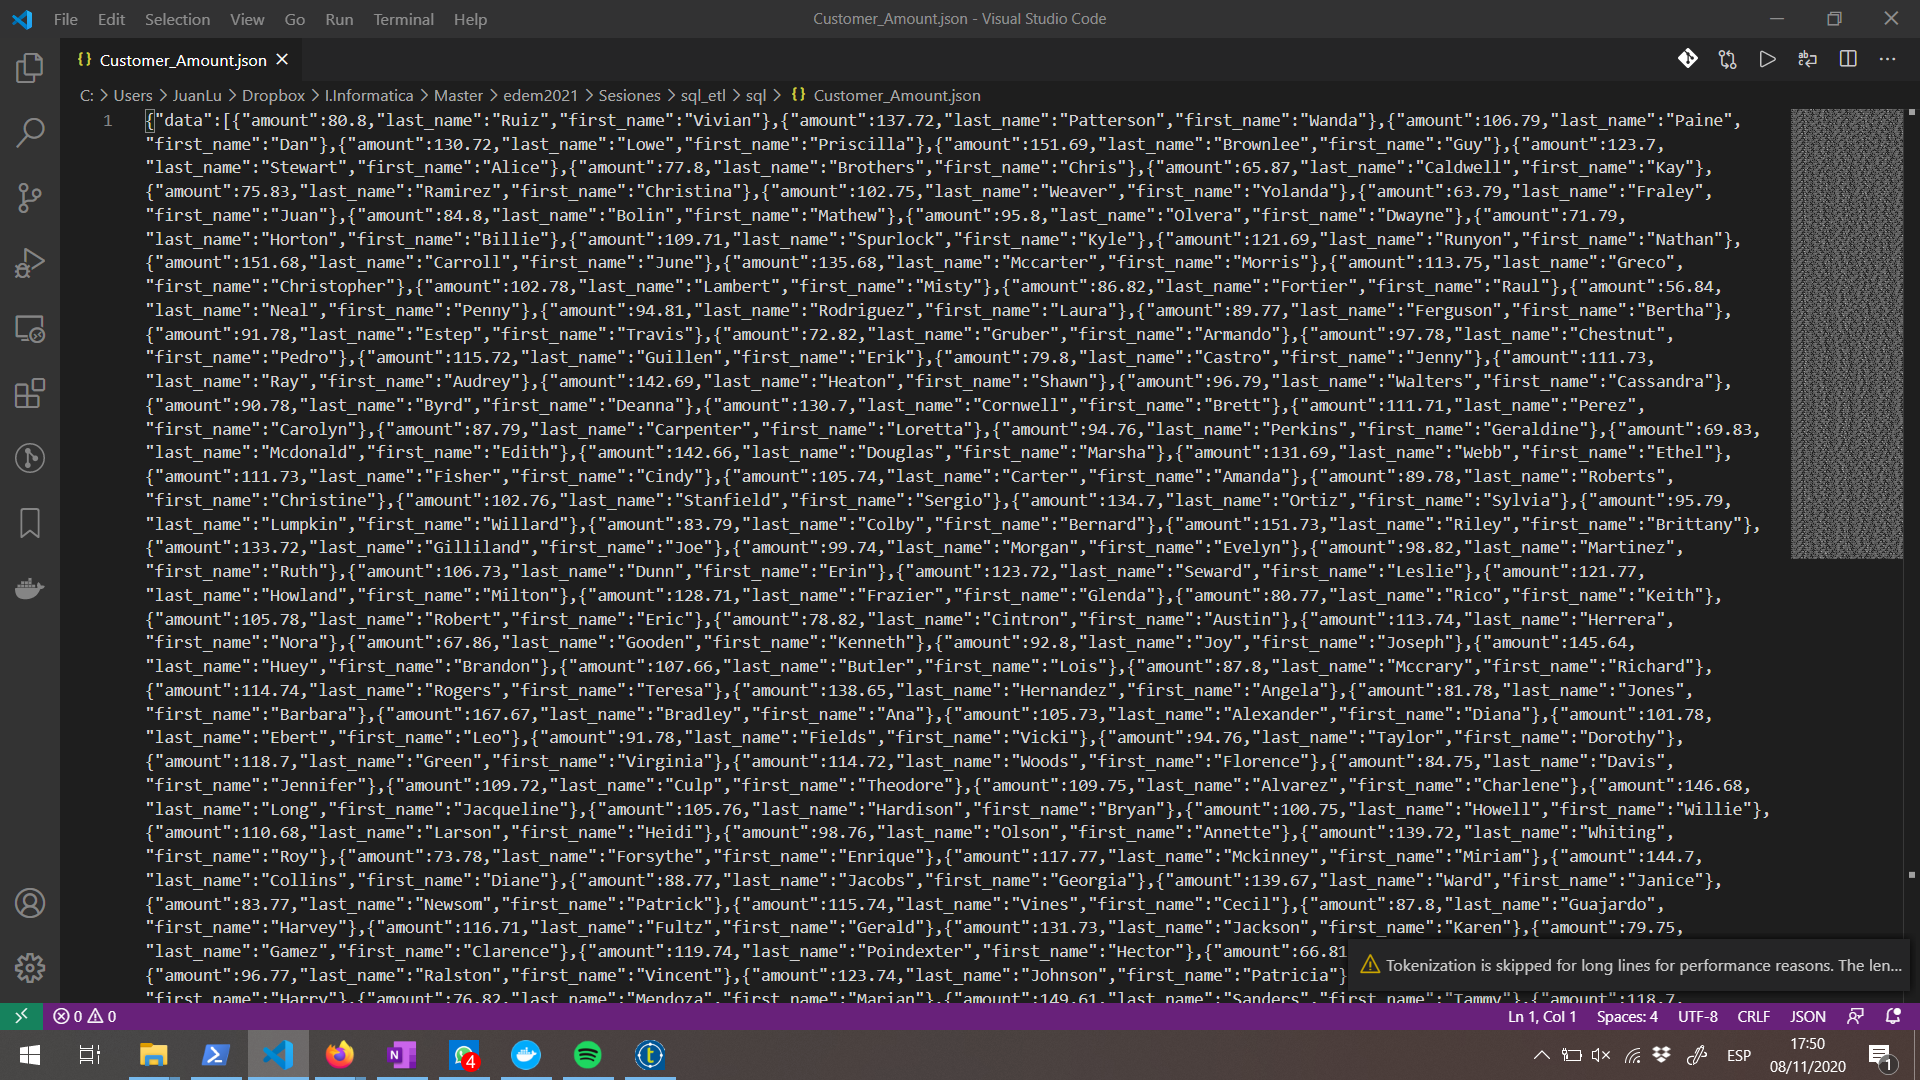 File Edit Selection View Go Run Terminal Help Customer_Amount.json - Visual Studio Code
{} Customer_Amount.json ×
C: > Users > JuanLu > Dropbox > I.Informatica > Master > edem2021 > Sesiones > sql_etl > sql > {} Customer_Amount.json
1 {"data":[{"amount":80.8,"last_name":"Ruiz","first_name":"Vivian"},{"amount":137.72,"last_name":"Patterson","first_name":"Wanda"},{"amount":106.79,"last_name":"Paine",
"first_name":"Dan"},{"amount":130.72,"last_name":"Lowe","first_name":"Priscilla"},{"amount":151.69,"last_name":"Brownlee","first_name":"Guy"},{"amount":123.7,
"last_name":"Stewart","first_name":"Alice"},{"amount":77.8,"last_name":"Brothers","first_name":"Chris"},{"amount":65.87,"last_name":"Caldwell","first_name":"Kay"},
{"amount":75.83,"last_name":"Ramirez","first_name":"Christina"},{"amount":102.75,"last_name":"Weaver","first_name":"Yolanda"},{"amount":63.79,"last_name":"Fraley",
"first_name":"Juan"},{"amount":84.8,"last_name":"Bolin","first_name":"Mathew"},{"amount":95.8,"last_name":"Olvera","first_name":"Dwayne"},{"amount":71.79,
"last_name":"Horton","first_name":"Billie"},{"amount":109.71,"last_name":"Spurlock","first_name":"Kyle"},{"amount":121.69,"last_name":"Runyon","first_name":"Nathan"},
{"amount":151.68,"last_name":"Carroll","first_name":"June"},{"amount":135.68,"last_name":"Mccarter","first_name":"Morris"},{"amount":113.75,"last_name":"Greco",
"first_name":"Christopher"},{"amount":102.78,"last_name":"Lambert","first_name":"Misty"},{"amount":86.82,"last_name":"Fortier","first_name":"Raul"},{"amount":56.84,
"last_name":"Neal","first_name":"Penny"},{"amount":94.81,"last_name":"Rodriguez","first_name":"Laura"},{"amount":89.77,"last_name":"Ferguson","first_name":"Bertha"},
{"amount":91.78,"last_name":"Estep","first_name":"Travis"},{"amount":72.82,"last_name":"Gruber","first_name":"Armando"},{"amount":97.78,"last_name":"Chestnut",
"first_name":"Pedro"},{"amount":115.72,"last_name":"Guillen","first_name":"Erik"},{"amount":79.8,"last_name":"Castro","first_name":"Jenny"},{"amount":111.73,
"last_name":"Ray","first_name":"Audrey"},{"amount":142.69,"last_name":"Heaton","first_name":"Shawn"},{"amount":96.79,"last_name":"Walters","first_name":"Cassandra"},
{"amount":90.78,"last_name":"Byrd","first_name":"Deanna"},{"amount":130.7,"last_name":"Cornwell","first_name":"Brett"},{"amount":111.71,"last_name":"Perez",
"first_name":"Carolyn"},{"amount":87.79,"last_name":"Carpenter","first_name":"Loretta"},{"amount":94.76,"last_name":"Perkins","first_name":"Geraldine"},{"amount":69.83,
"last_name":"Mcdonald","first_name":"Edith"},{"amount":142.66,"last_name":"Douglas","first_name":"Marsha"},{"amount":131.69,"last_name":"Webb","first_name":"Ethel"},
{"amount":111.73,"last_name":"Fisher","first_name":"Cindy"},{"amount":105.74,"last_name":"Carter","first_name":"Amanda"},{"amount":89.78,"last_name":"Roberts",
"first_name":"Christine"},{"amount":102.76,"last_name":"Stanfield","first_name":"Sergio"},{"amount":134.7,"last_name":"Ortiz","first_name":"Sylvia"},{"amount":95.79,
"last_name":"Lumpkin","first_name":"Willard"},{"amount":83.79,"last_name":"Colby","first_name":"Bernard"},{"amount":151.73,"last_name":"Riley","first_name":"Brittany"},
{"amount":133.72,"last_name":"Gilliland","first_name":"Joe"},{"amount":99.74,"last_name":"Morgan","first_name":"Evelyn"},{"amount":98.82,"last_name":"Martinez",
"first_name":"Ruth"},{"amount":106.73,"last_name":"Dunn","first_name":"Erin"},{"amount":123.72,"last_name":"Seward","first_name":"Leslie"},{"amount":121.77,
"last_name":"Howland","first_name":"Milton"},{"amount":128.71,"last_name":"Frazier","first_name":"Glenda"},{"amount":80.77,"last_name":"Rico","first_name":"Keith"},
{"amount":105.78,"last_name":"Robert","first_name":"Eric"},{"amount":78.82,"last_name":"Cintron","first_name":"Austin"},{"amount":113.74,"last_name":"Herrera",
"first_name":"Nora"},{"amount":67.86,"last_name":"Gooden","first_name":"Kenneth"},{"amount":92.8,"last_name":"Joy","first_name":"Joseph"},{"amount":145.64,
"last_name":"Huey","first_name":"Brandon"},{"amount":107.66,"last_name":"Butler","first_name":"Lois"},{"amount":87.8,"last_name":"Mccrary","first_name":"Richard"},
{"amount":114.74,"last_name":"Rogers","first_name":"Teresa"},{"amount":138.65,"last_name":"Hernandez","first_name":"Angela"},{"amount":81.78,"last_name":"Jones",
"first_name":"Barbara"},{"amount":167.67,"last_name":"Bradley","first_name":"Ana"},{"amount":105.73,"last_name":"Alexander","first_name":"Diana"},{"amount":101.78,
"last_name":"Ebert","first_name":"Leo"},{"amount":91.78,"last_name":"Fields","first_name":"Vicki"},{"amount":94.76,"last_name":"Taylor","first_name":"Dorothy"},
{"amount":118.7,"last_name":"Green","first_name":"Virginia"},{"amount":114.72,"last_name":"Woods","first_name":"Florence"},{"amount":84.75,"last_name":"Davis",
"first_name":"Jennifer"},{"amount":109.72,"last_name":"Culp","first_name":"Theodore"},{"amount":109.75,"last_name":"Alvarez","first_name":"Charlene"},{"amount":146.68,
"last_name":"Long","first_name":"Jacqueline"},{"amount":105.76,"last_name":"Hardison","first_name":"Bryan"},{"amount":100.75,"last_name":"Howell","first_name":"Willie"},
{"amount":110.68,"last_name":"Larson","first_name":"Heidi"},{"amount":98.76,"last_name":"Olson","first_name":"Annette"},{"amount":139.72,"last_name":"Whiting",
"first_name":"Roy"},{"amount":73.78,"last_name":"Forsythe","first_name":"Enrique"},{"amount":117.77,"last_name":"Mckinney","first_name":"Miriam"},{"amount":144.7,
"last_name":"Collins","first_name":"Diane"},{"amount":88.77,"last_name":"Jacobs","first_name":"Georgia"},{"amount":139.67,"last_name":"Ward","first_name":"Janice"},
{"amount":83.77,"last_name":"Newsom","first_name":"Patrick"},{"amount":115.74,"last_name":"Vines","first_name":"Cecil"},{"amount":87.8,"last_name":"Guajardo",
"first_name":"Harvey"},{"amount":116.71,"last_name":"Fultz","first_name":"Gerald"},{"amount":131.73,"last_name":"Jackson","first_name":"Karen"},{"amount":79.75,
"last_name":"Gamez","first_name":"Clarence"},{"amount":119.74,"last_name":"Poindexter","first_name":"Hector"},{"amount":66.81
{"amount":96.77,"last_name":"Ralston","first_name":"Vincent"},{"amount":123.74,"last_name":"Johnson","first_name":"Patricia"}
Tokenization is skipped for long lines for performance reasons. The len...
"first_name":"Harry"},{"amount":76.82,"last_name":"Mendoza","first_name":"Marian"},{"amount":149.61,"last_name":"Sanders","first_name":"Tammy"},{"amount":118.7,
0 0 Ln 1, Col 1 Spaces: 4 UTF-8 CRLF JSON
4 ESP 17:50
08/11/2020 1